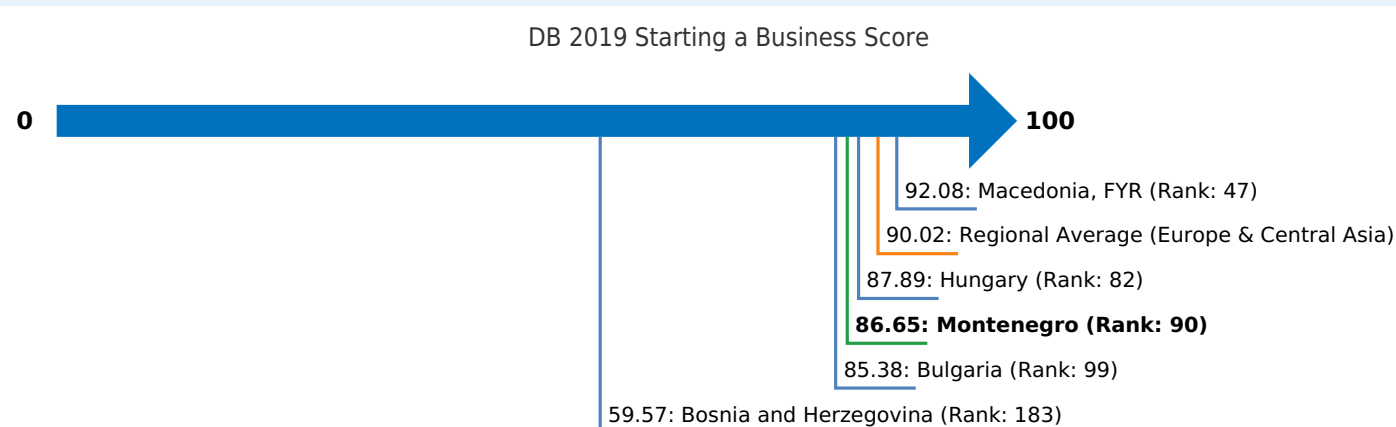 DB 2019 Starting a Business Score
0
100
92.08: Macedonia, FYR (Rank: 47)
90.02: Regional Average (Europe & Central Asia)
87.89: Hungary (Rank: 82)
86.65: Montenegro (Rank: 90)
85.38: Bulgaria (Rank: 99)
59.57: Bosnia and Herzegovina (Rank: 183)